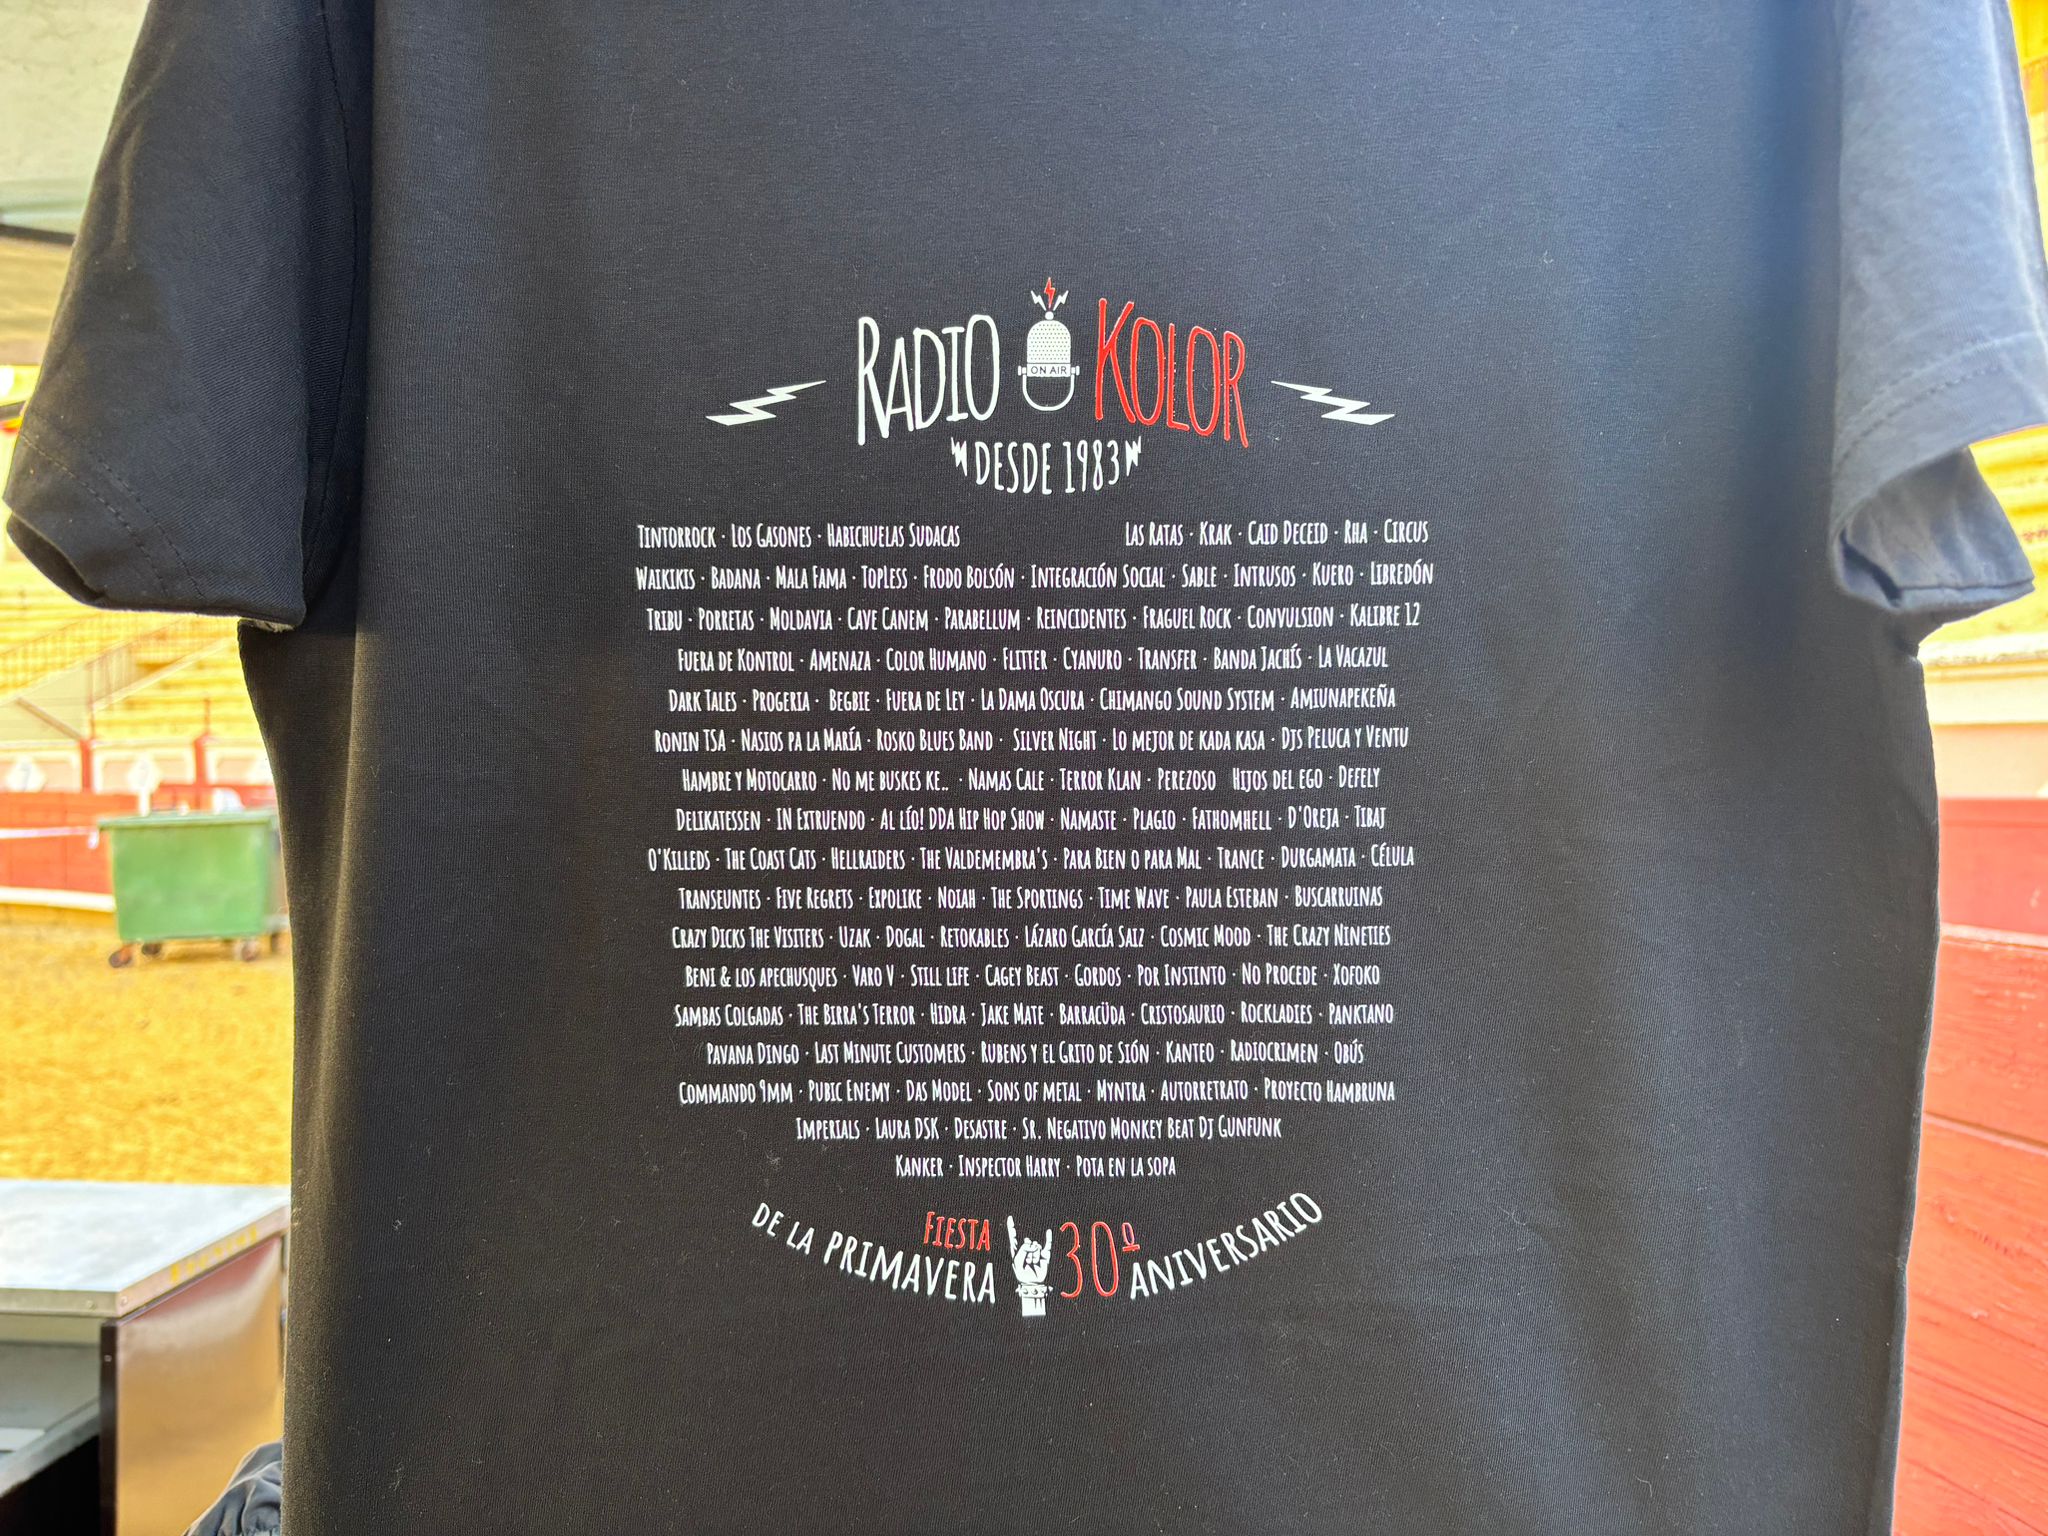 RADIO ON AIR KOLOR
DESDE 1983
TINTORROCK · LOS GASONES · HABICHUELAS SUDACAS LAS RATAS · KRAK · CAID DECEID · RHA · CIRCUS
WAIKIKIS · BADANA · MALA FAMA · TOPLESS · FRODO BOLSÓN · INTEGRACIÓN SOCIAL · SABLE · INTRUSOS · KUERO · LIBREDÓN
TRIBU · PORRETAS · MOLDAVIA · CAVE CANEM · PARABELLUM · REINCIDENTES · FRAGUEL ROCK · CONVULSION · KALIBRE 12
FUERA DE KONTROL · AMENAZA · COLOR HUMANO · FLITTER · CYANURO · TRANSFER · BANDA JACHÍS · LA VACAZUL
DARK TALES · PROGERIA · BEGBIE · FUERA DE LEY · LA DAMA OSCURA · CHIMANGO SOUND SYSTEM · AMIUNAPEKEÑA
RONIN TSA · NASIOS PA LA MARÍA · ROSKO BLUES BAND · SILVER NIGHT · LO MEJOR DE KADA KASA · DJS PELUCA Y VENTU
HAMBRE Y MOTOCARRO · NO ME BUSKES KE.. · NAMAS CALE · TERROR KLAN · PEREZOSO HIJOS DEL EGO · DEFELY
DELIKATESSEN · IN EXTRUENDO · AL LÍO! DDA HIP HOP SHOW · NAMASTE · PLAGIO · FATHOMHELL · D'OREJA · TIBAJ
O'KILLEDS · THE COAST CATS · HELLRAIDERS · THE VALDEMEMBRA'S · PARA BIEN O PARA MAL · TRANCE · DURGAMATA · CÉLULA
TRANSEUNTES · FIVE REGRETS · EXPOLIKE · NOIAH · THE SPORTINGS · TIME WAVE · PAULA ESTEBAN · BUSCARRUINAS
CRAZY DICKS THE VISITERS · UZAK · DOGAL · RETOKABLES · LÁZARO GARCÍA SAIZ · COSMIC MOOD · THE CRAZY NINETIES
BENI & LOS APECHUSQUES · VARO V · STILL LIFE · CAGEY BEAST · GORDOS · POR INSTINTO · NO PROCEDE · XOFOKO
SAMBAS COLGADAS · THE BIRRA'S TERROR · HIDRA · JAKE MATE · BARRACÜDA · CRISTOSAURIO · ROCKLADIES · PANKTANO
PAVANA DINGO · LAST MINUTE CUSTOMERS · RUBENS Y EL GRITO DE SIÓN · KANTEO · RADIOCRIMEN · OBÚS
COMMANDO 9MM · PUBIC ENEMY · DAS MODEL · SONS OF METAL · MYNTRA · AUTORRETRATO · PROYECTO HAMBRUNA
IMPERIALS · LAURA DSK · DESASTRE · SR. NEGATIVO MONKEY BEAT DJ GUNFUNK
KANKER · INSPECTOR HARRY · POTA EN LA SOPA
FIESTA
DE LA PRIMAVERA 30º ANIVERSARIO